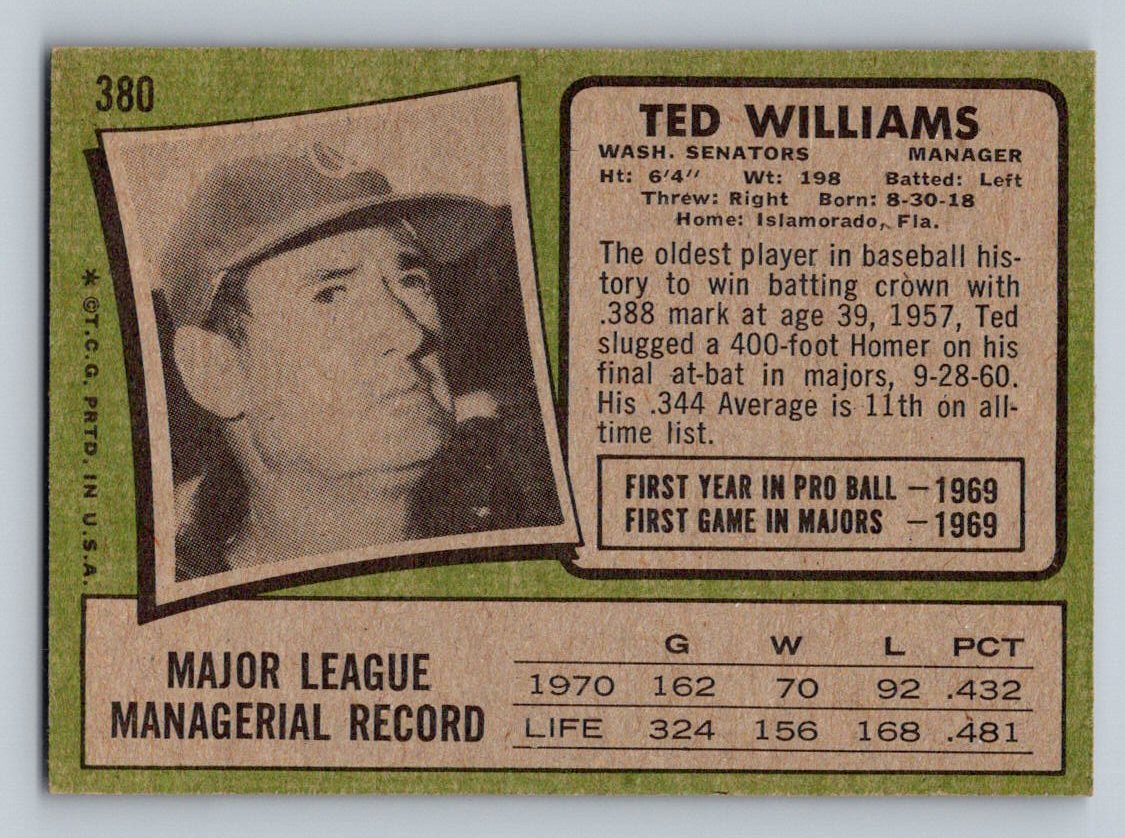 380
TED WILLIAMS
WASH. SENATORS MANAGER
Ht: 6'4" Wt: 198 Batted: Left
Threw: Right Born: 8-30-18
Home: Islamorado, Fla.
The oldest player in baseball his-
tory to win batting crown with
.388 mark at age 39, 1957, Ted
slugged a 400-foot Homer on his
final at-bat in majors, 9-28-60.
His .344 Average is 11th on all-
time list.
FIRST YEAR IN PRO BALL —1969
FIRST GAME IN MAJORS —1969
* ©T.C.G. PRTD. IN U.S.A.
MAJOR LEAGUE
MANAGERIAL RECORD
G W L PCT
1970 162 70 92 .432
LIFE 324 156 168 .481